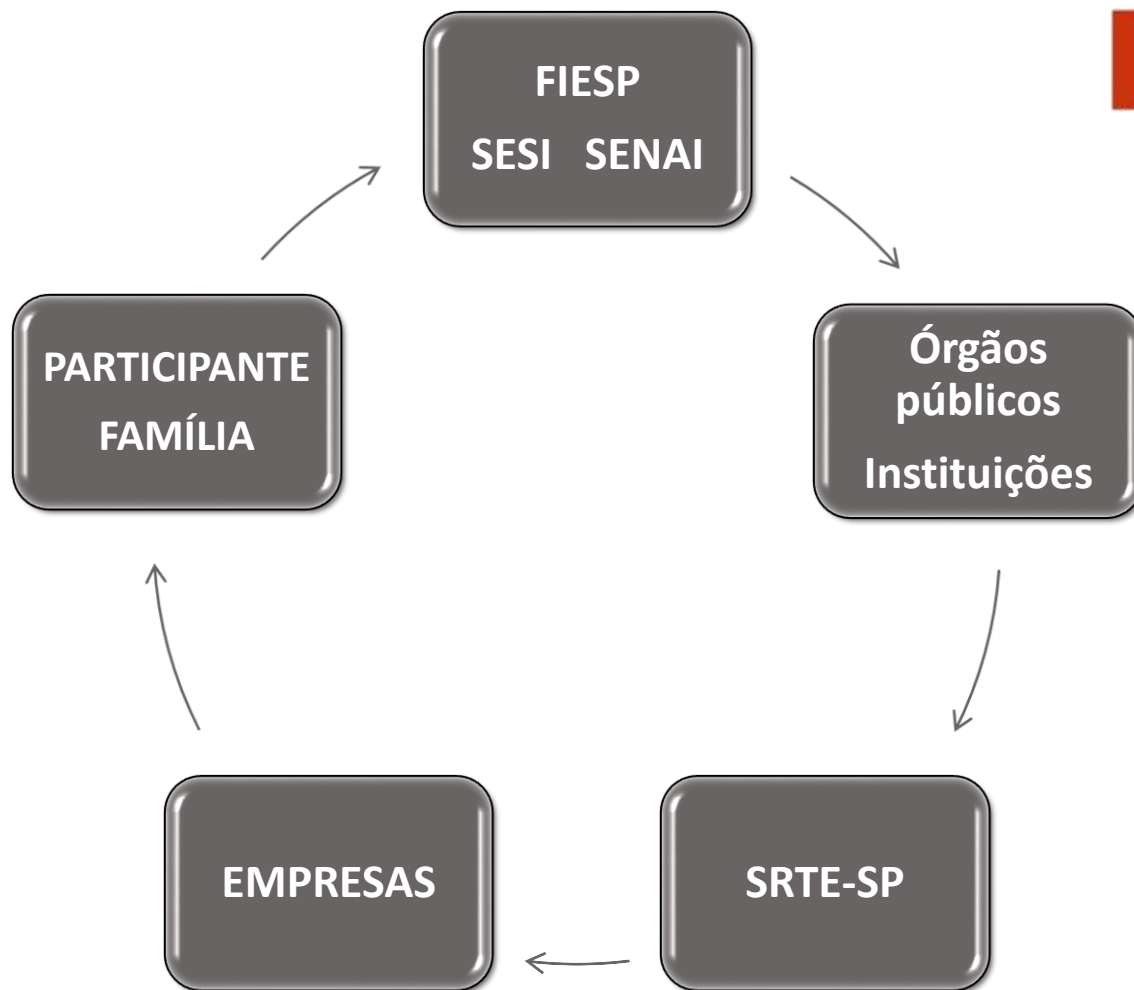 FIESP
SESI SENAI
PARTICIPANTE
FAMÍLIA
Órgãos
públicos
Instituições
EMPRESAS
SRTE-SP